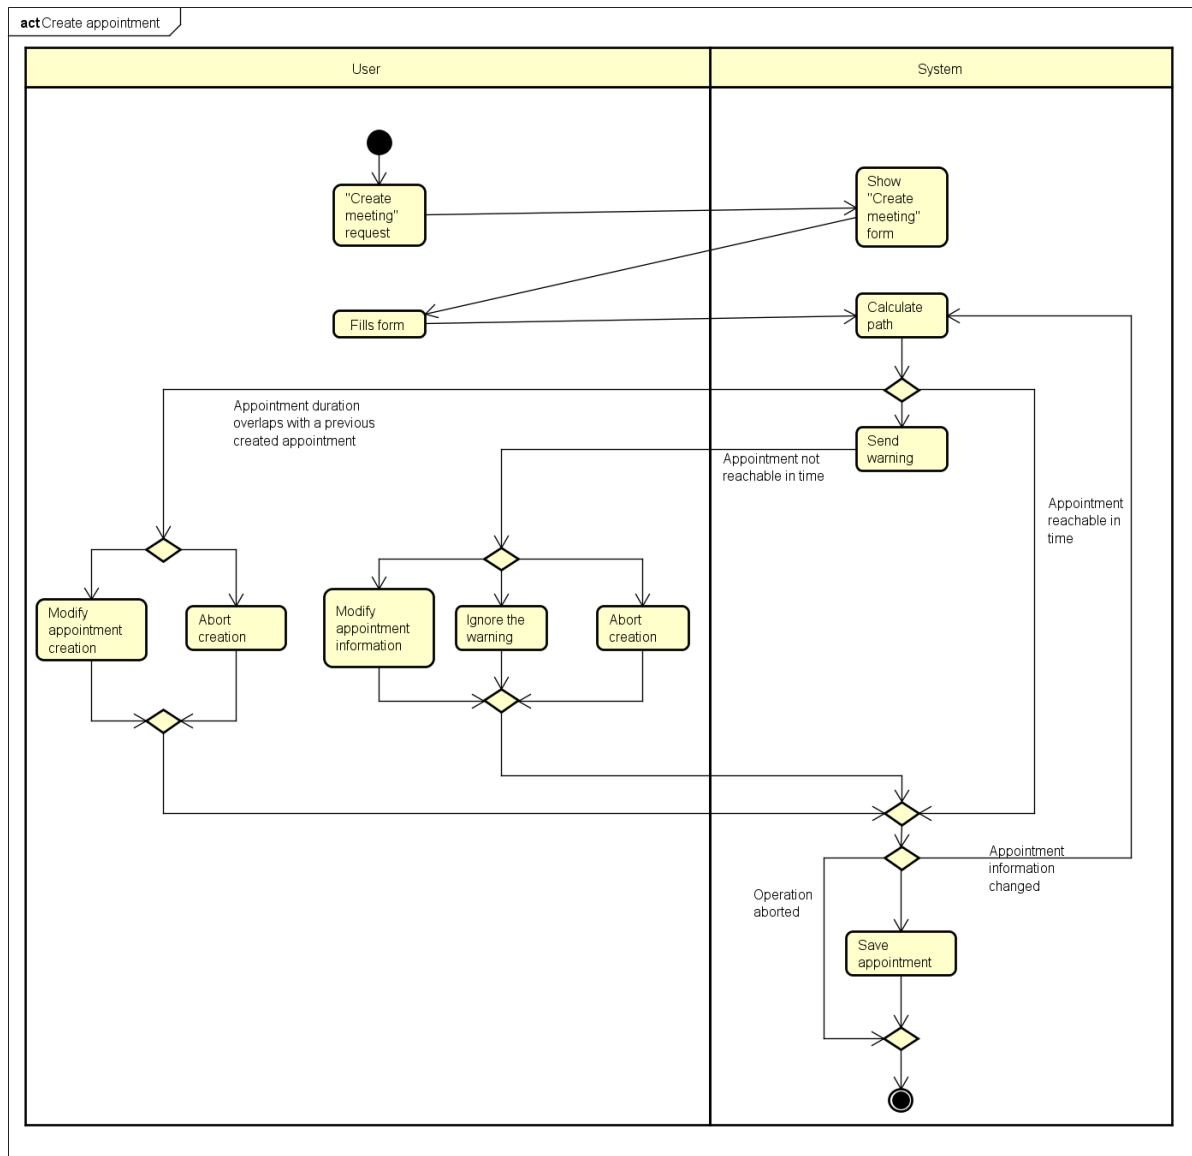 act Create appointment
User
System
"Create
meeting"
request
Show
"Create
meeting"
form
Fills form
Calculate
path
Appointment duration
overlaps with a previous
created appointment
Send
warning
Appointment not
reachable in time
Appointment
reachable in
time
Modify
appointment
creation
Abort
creation
Modify
appointment
information
Ignore the
warning
Abort
creation
Appointment
information
changed
Operation
aborted
Save
appointment